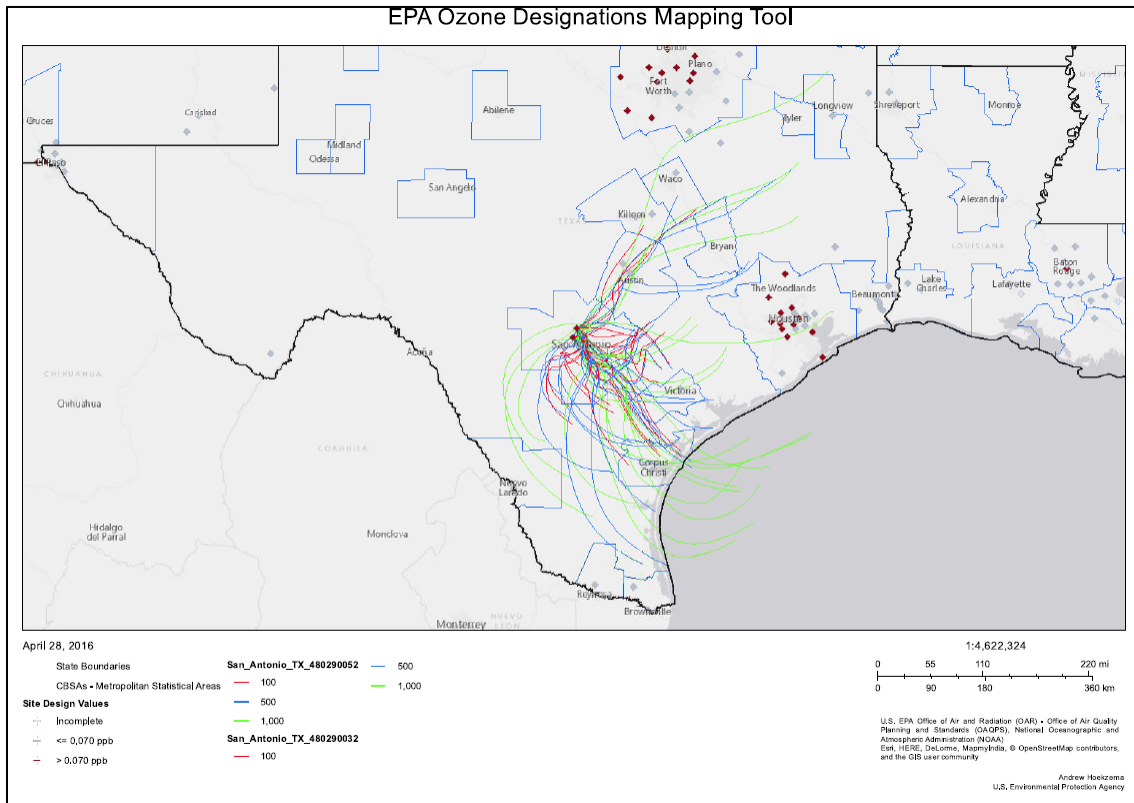 EPA Ozone Designations Mapping Tool
Denton
Plano
Fort
Worth
Longview
Shreveport
Monroe
MISSISS
Tyler
Carlsbad
Cruces
Abilene
Midland
Odessa
El Paso
San Angelo
Waco
Killeen
TEXAS
Alexandria
Bryan
LOUISIANA
Baton
Rouge
Austin
The Woodlands
Lake
Charles
Lafayette
Beaumont
Houston
San Antonio
Acuña
CHIHUAHUA
Chihuahua
Victoria
COAHUILA
Corpus
Christi
Nuevo
Laredo
Hidalgo
del Parral
Monclova
Reynosa
Brownsville
NUEVO
LEÓN
Monterrey
April 28, 2016
State Boundaries
CBSAs - Metropolitan Statistical Areas
Site Design Values
Incomplete
<= 0.070 ppb
> 0.070 ppb
San_Antonio_TX_480290052
100
500
1,000
San_Antonio_TX_480290032
100
500
1,000
1:4,622,324
0 55 110 220 mi
0 90 180 360 km
U.S. EPA Office of Air and Radiation (OAR) - Office of Air Quality
Planning and Standards (OAQPS), National Oceanographic and
Atmospheric Administration (NOAA)
Esri, HERE, DeLorme, MapmyIndia, © OpenStreetMap contributors,
and the GIS user community
Andrew Hoekzema
U.S. Environmental Protection Agency